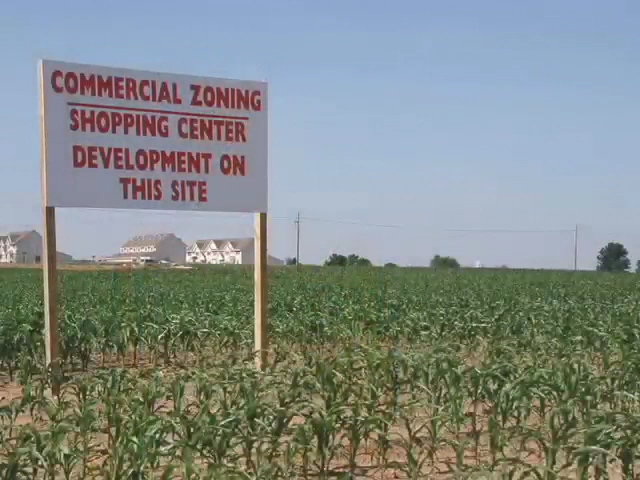 COMMERCIAL ZONING
SHOPPING CENTER
DEVELOPMENT ON
THIS SITE